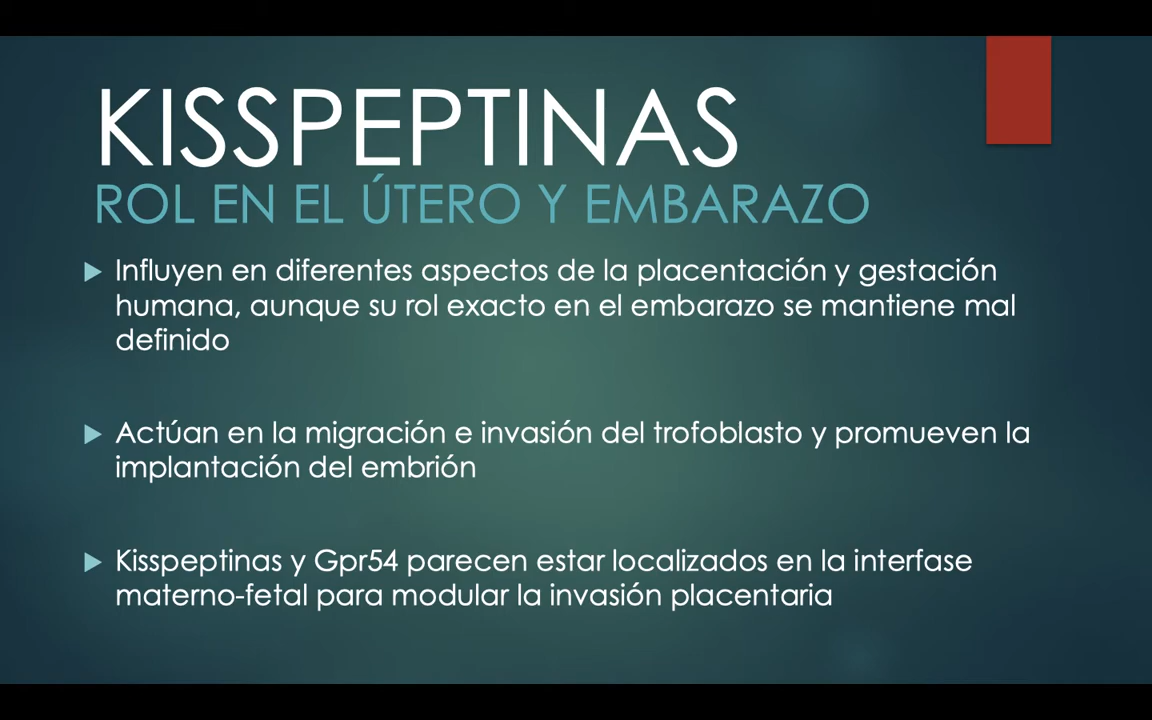 KISSPEPTINAS
ROL EN EL ÚTERO Y EMBARAZO
Influyen en diferentes aspectos de la placentación y gestación
humana, aunque su rol exacto en el embarazo se mantiene mal
definido
Actúan en la migración e invasión del trofoblasto y promueven la
implantación del embrión
Kisspeptinas y Gpr54 parecen estar localizados en la interfase
materno-fetal para modular la invasión placentaria